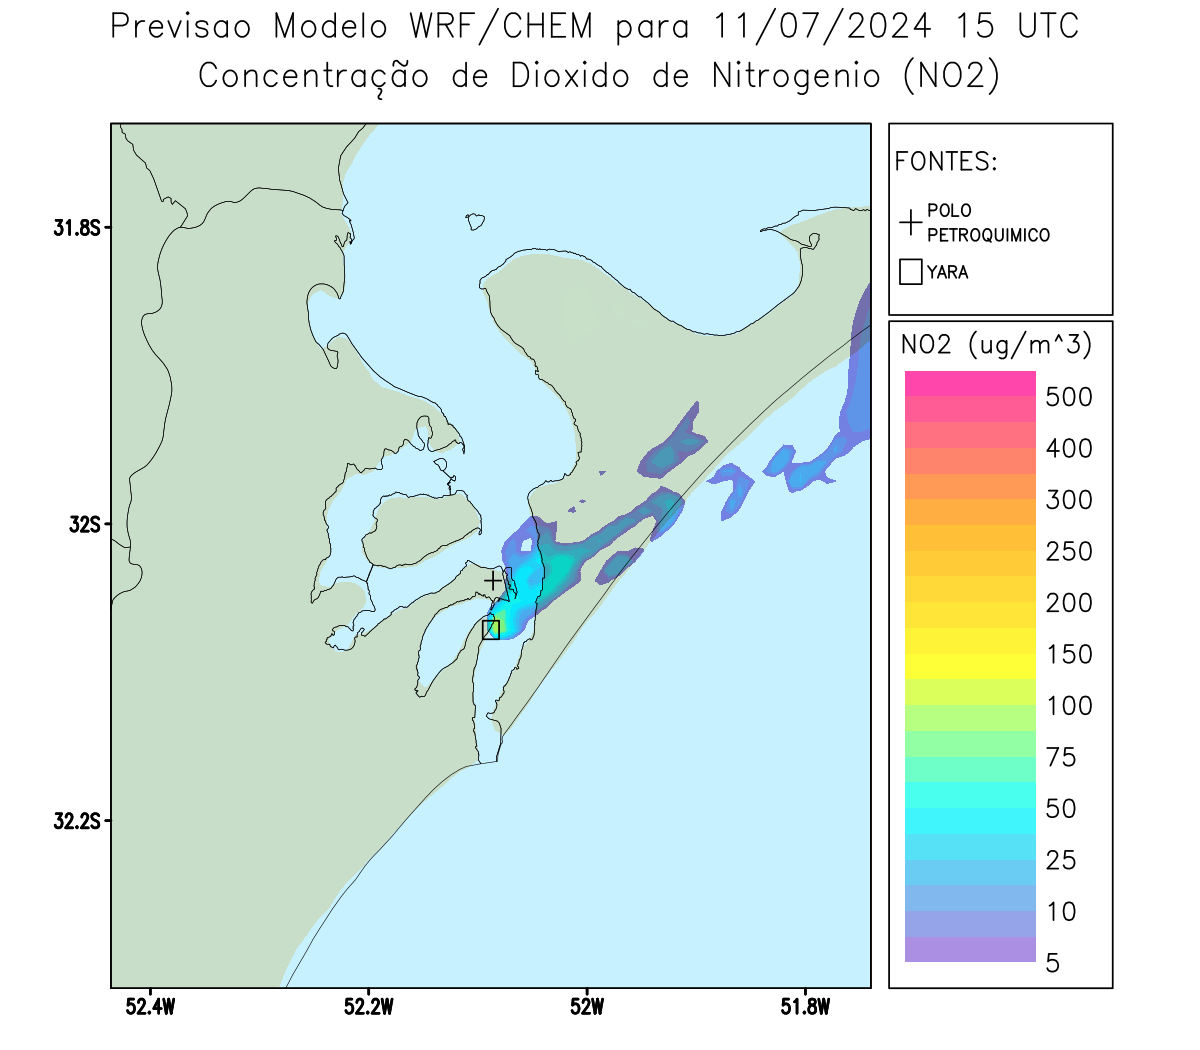 Previsao Modelo WRF/CHEM para 11/07/2024 15 UTC
Concentração de Dioxido de Nitrogenio (NO2)
FONTES:
POLO
PETROQUIMICO
YARA
NO2 (ug/m^3)
500
400
300
250
200
150
100
75
50
25
10
5
31.8S
32S
32.2S
52.4W
52.2W
52W
51.8W